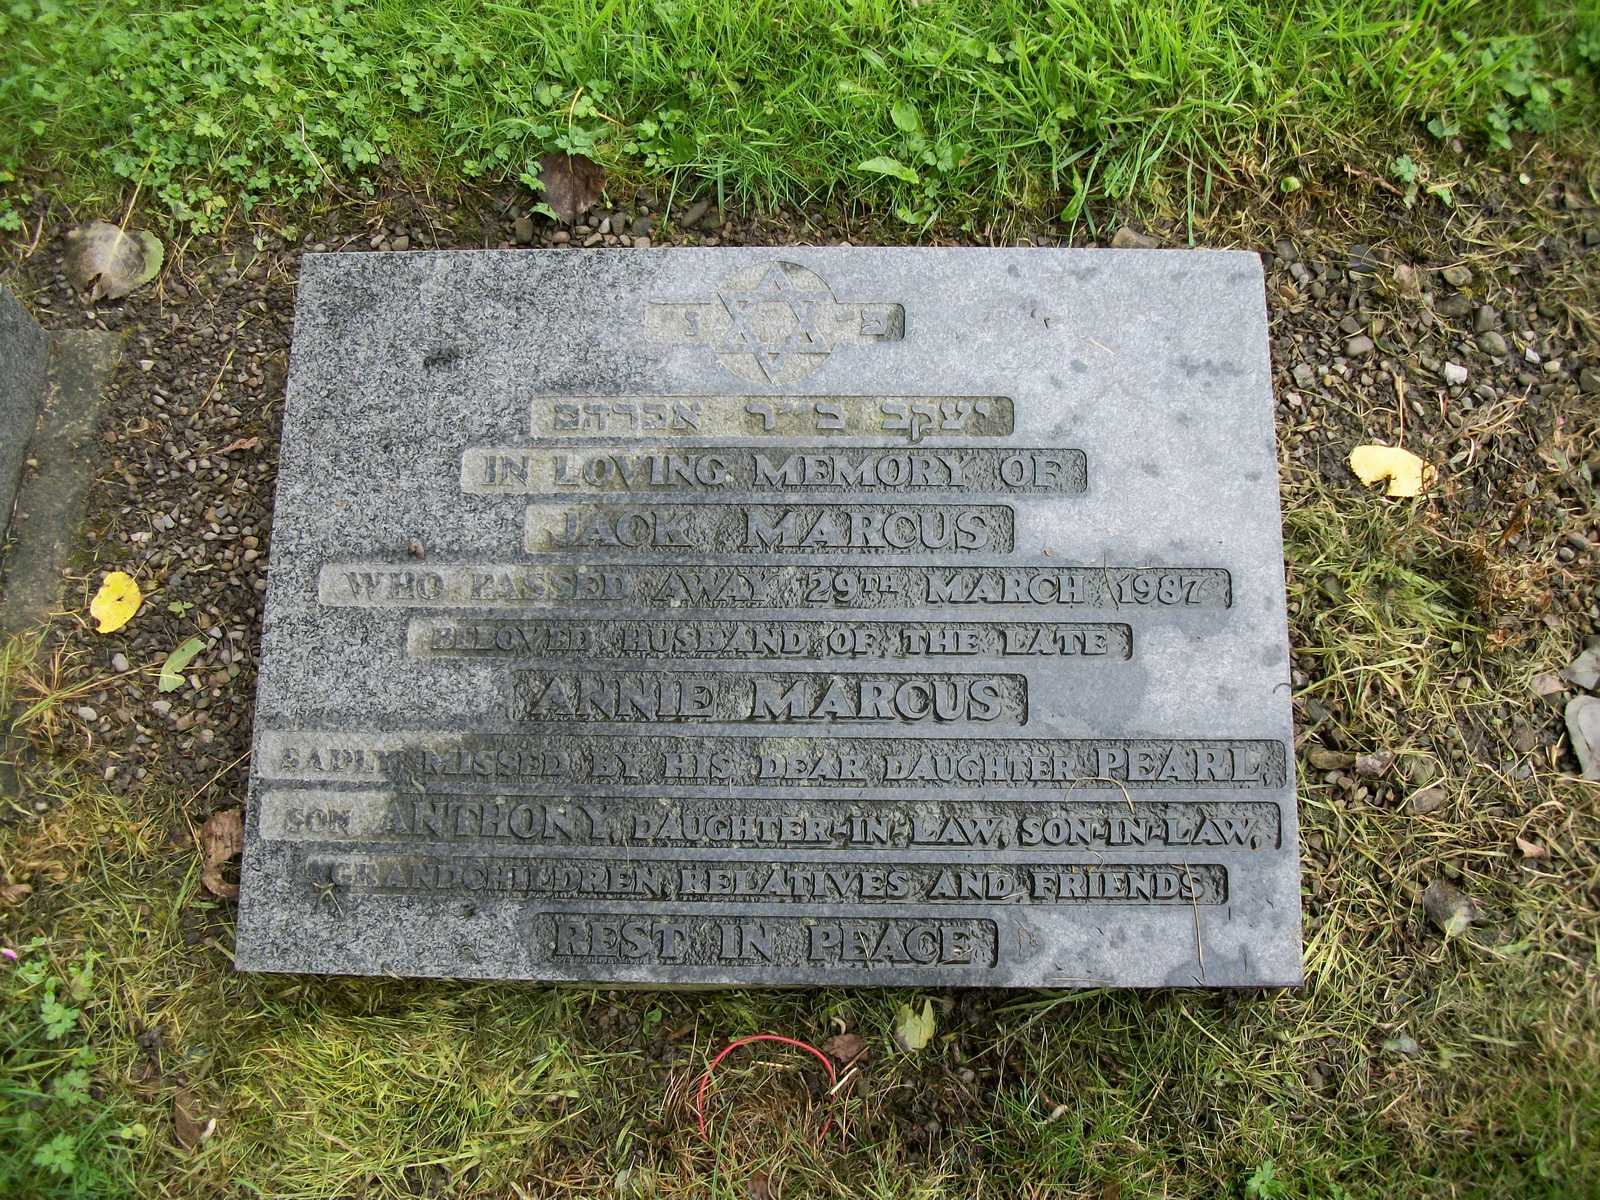 פ נ
יעקב ב״ר אברהם
IN LOVING MEMORY OF
JACK MARCUS
WHO PASSED AWAY 29TH MARCH 1987
BELOVED HUSBAND OF THE LATE
ANNIE MARCUS
SADLY MISSED BY HIS DEAR DAUGHTER PEARL,
SON ANTHONY, DAUGHTER-IN-LAW, SON-IN-LAW,
GRANDCHILDREN, RELATIVES AND FRIENDS
REST IN PEACE